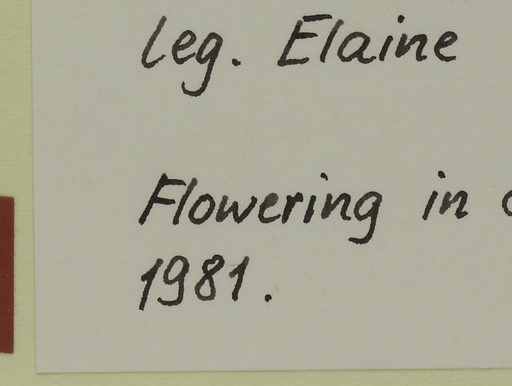 leg. Elaine
Flowering in
1981.